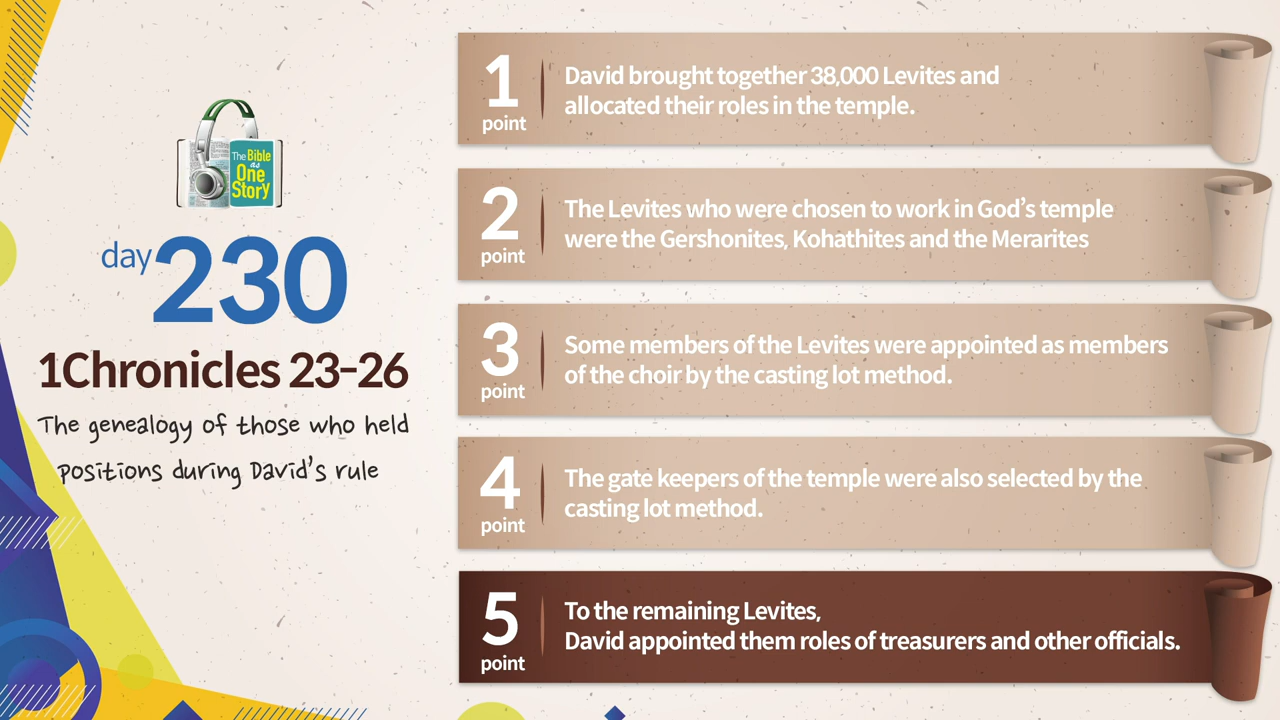 The Bible
as
One
Story
day 230
1Chronicles 23-26
The genealogy of those who held
positions during David's rule
1
point
David brought together 38,000 Levites and
allocated their roles in the temple.
2
point
The Levites who were chosen to work in God's temple
were the Gershonites, Kohathites and the Merarites
3
point
Some members of the Levites were appointed as members
of the choir by the casting lot method.
4
point
The gate keepers of the temple were also selected by the
casting lot method.
5
point
To the remaining Levites,
David appointed them roles of treasurers and other officials.